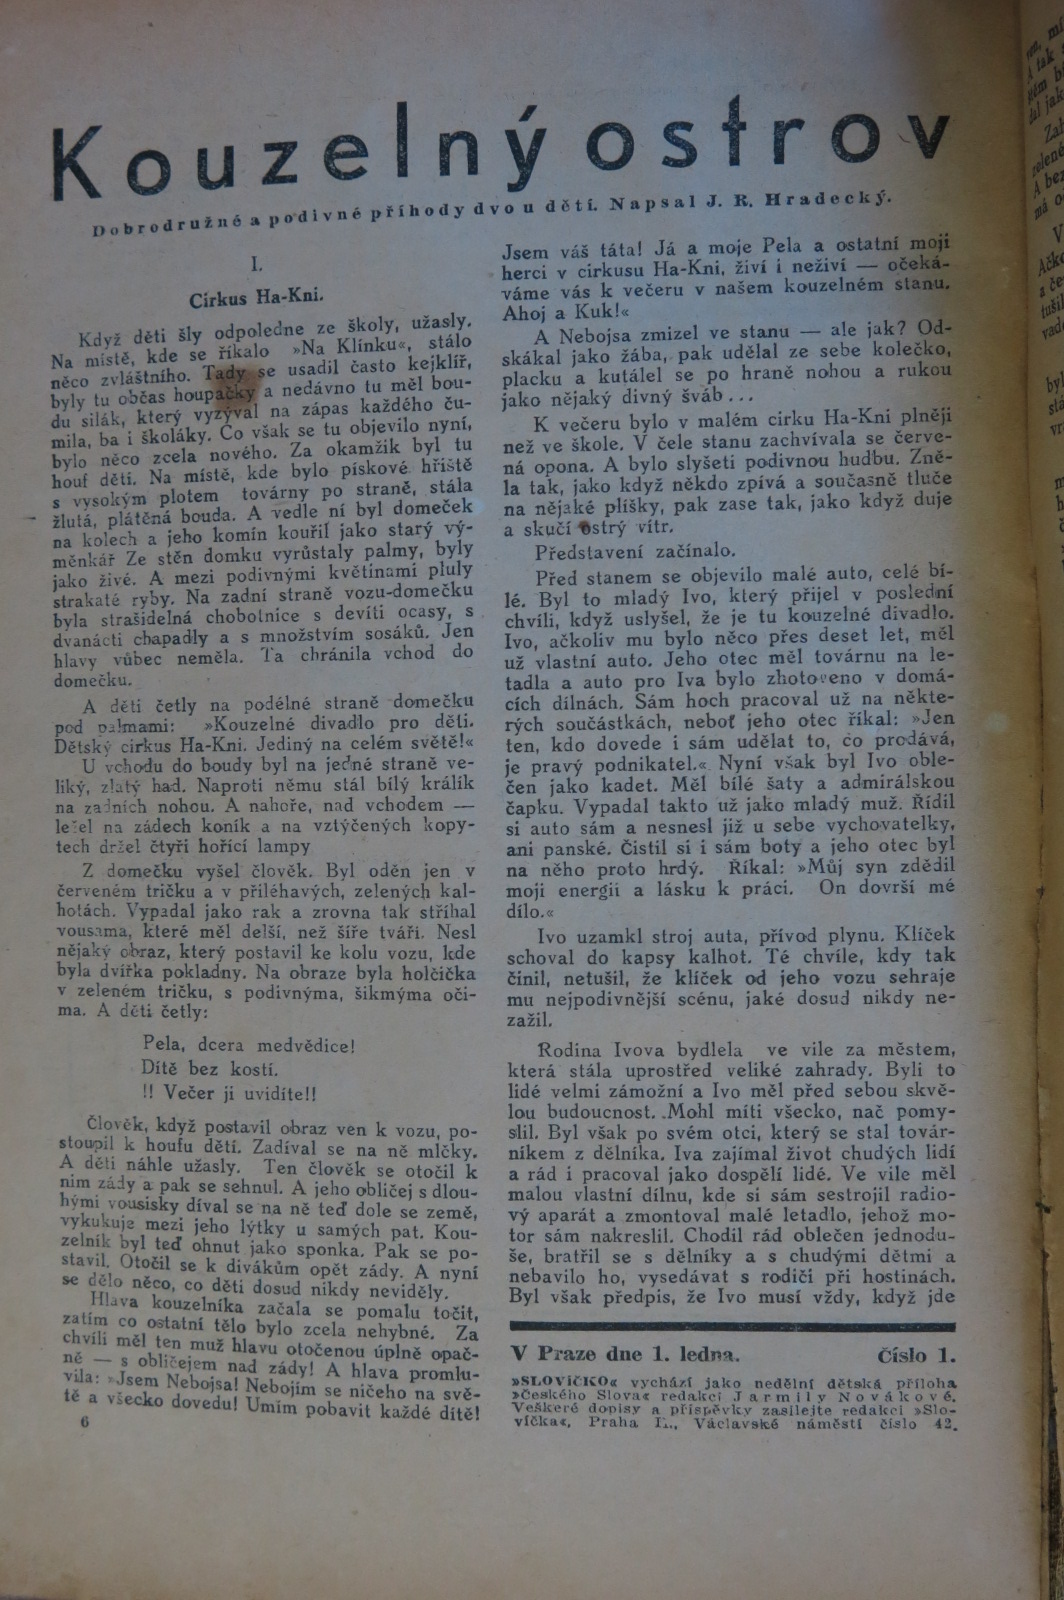 Kouzelný ostrov
Dobrodružné a podivné příhody dvou dětí. Napsal J. R. Hradecký.
I.
Cirkus Ha-Kni.
Když děti šly odpoledne ze školy, užasly.
Na místě, kde se říkalo »Na Klínku«, stálo
něco zvláštního. Tady se usadil často kejklíř,
byly tu občas houpačky a nedávno tu měl bou-
du silák, který vyzýval na zápas každého ču-
mila, ba i školáky. Co však se tu objevilo nyní,
bylo něco zcela nového. Za okamžik byl tu
houf dětí. Na místě, kde bylo pískové hřiště
s vysokým plotem továrny po straně, stála
žlutá, plátěná bouda. A vedle ní byl domeček
na kolech a jeho komín kouřil jako starý vý-
měnkář Ze stěn domku vyrůstaly palmy, byly
jako živé. A mezi podivnými květinami pluly
strakaté ryby. Na zadní straně vozu-domečku
byla strašidelná chobotnice s devíti ocasy, s
dvanácti chapadly a s množstvím sosáků. Jen
hlavy vůbec neměla. Ta chránila vchod do
domečku.
A děti četly na podélné straně domečku
pod palmami: »Kouzelné divadlo pro děti.
Dětský cirkus Ha-Kni. Jediný na celém světě!«
U vchodu do boudy byl na jedné straně ve-
liký, zlatý had. Naproti němu stál bílý králik
na zadních nohou. A nahoře, nad vchodem —
ležel na zádech koník a na vztýčených kopy-
tech držel čtyři hořící lampy
Z domečku vyšel člověk. Byl oděn jen v
červeném tričku a v přiléhavých, zelených kal-
hotách. Vypadal jako rak a zrovna tak stříhal
vousama, které měl delší, než šíře tváři. Nesl
nějaký obraz, který postavil ke kolu vozu, kde
byla dvířka pokladny. Na obraze byla holčička
v zeleném tričku, s podivnýma, šikmýma oči-
ma. A děti četly:
Pela, dcera medvědice!
Dítě bez kostí.
!! Večer ji uvidíte!!
Člověk, když postavil obraz ven k vozu, po-
stoupil k houfu dětí. Zadíval se na ně mlčky.
A děti náhle užasly. Ten člověk se otočil k
nim zády a pak se sehnul. A jeho obličej s dlou-
hými vousisky díval se na ně teď dole se země,
vykukuje mezi jeho lýtky u samých pat. Kou-
zelník byl teď ohnut jako sponka. Pak se po-
stavil. Otočil se k divákům opět zády. A nyní
se dělo něco, co děti dosud nikdy neviděly.
Hlava kouzelníka začala se pomalu točit,
zatím co ostatní tělo bylo zcela nehybné. Za
chvíli měl ten muž hlavu otočenou úplně opač-
ně — s obličejem nad zády! A hlava promlu-
vila: »Jsem Nebojsa! Nebojím se ničeho na svě-
tě a všecko dovedu! Umím pobavit každé dítě!
6
Jsem váš táta! Já a moje Pela a ostatní moji
herci v cirkusu Ha-Kni, živí i neživí — očeká-
váme vás k večeru v našem kouzelném stanu.
Ahoj a Kuk!«
A Nebojsa zmizel ve stanu — ale jak? Od-
skákal jako žába, pak udělal ze sebe kolečko,
placku a kutálel se po hraně nohou a rukou
jako nějaký divný šváb...
K večeru bylo v malém cirku Ha-Kni plněji
než ve škole. V čele stanu zachvívala se červe-
ná opona. A bylo slyšeti podivnou hudbu. Zně-
la tak, jako když někdo zpívá a současně tluče
na nějaké plíšky, pak zase tak, jako když duje
a skučí ostrý vítr.
Představení začínalo.
Před stanem se objevilo malé auto, celé bí-
lé. Byl to mladý Ivo, který přijel v poslední
chvíli, když uslyšel, že je tu kouzelné divadlo.
Ivo, ačkoliv mu bylo něco přes deset let, měl
už vlastní auto. Jeho otec měl továrnu na le-
tadla a auto pro Iva bylo zhotoveno v domá-
cích dílnách. Sám hoch pracoval už na někte-
rých součástkách, neboť jeho otec říkal: »Jen
ten, kdo dovede i sám udělat to, co prodává,
je pravý podnikatel.« Nyní však byl Ivo oble-
čen jako kadet. Měl bílé šaty a admirálskou
čapku. Vypadal takto už jako mladý muž. Řídil
si auto sám a nesnesl již u sebe vychovatelky,
ani panské. Čistil si i sám boty a jeho otec byl
na něho proto hrdý. Říkal: »Můj syn zdědil
moji energii a lásku k práci. On dovrší mé
dílo.«
Ivo uzamkl stroj auta, přívod plynu. Klíček
schoval do kapsy kalhot. Té chvíle, kdy tak
činil, netušil, že klíček od jeho vozu sehraje
mu nejpodivnější scénu, jaké dosud nikdy ne-
zažil.
Rodina Ivova bydlela ve vile za městem,
která stála uprostřed veliké zahrady. Byli to
lidé velmi zámožní a Ivo měl před sebou skvě-
lou budoucnost. Mohl míti všecko, nač pomy-
slil. Byl však po svém otci, který se stal továr-
níkem z dělníka. Iva zajímal život chudých lidí
a rád i pracoval jako dospělí lidé. Ve vile měl
malou vlastní dílnu, kde si sám sestrojil radio-
vý aparát a zmontoval malé letadlo, jehož mo-
tor sám nakreslil. Chodil rád oblečen jednodu-
še, bratřil se s dělníky a s chudými dětmi a
nebavilo ho, vysedávat s rodiči při hostinách.
Byl však předpis, že Ivo musí vždy, když jde
V Praze dne 1. ledna. Číslo 1.
»SLOVÍČKO« vychází jako nedělní dětská příloha
»Českého Slova« redakcí Jarmily Novákové.
Veškeré dopisy a příspěvky zasílejte redakci »Slo-
víčka«, Praha II., Václavské náměstí číslo 42.